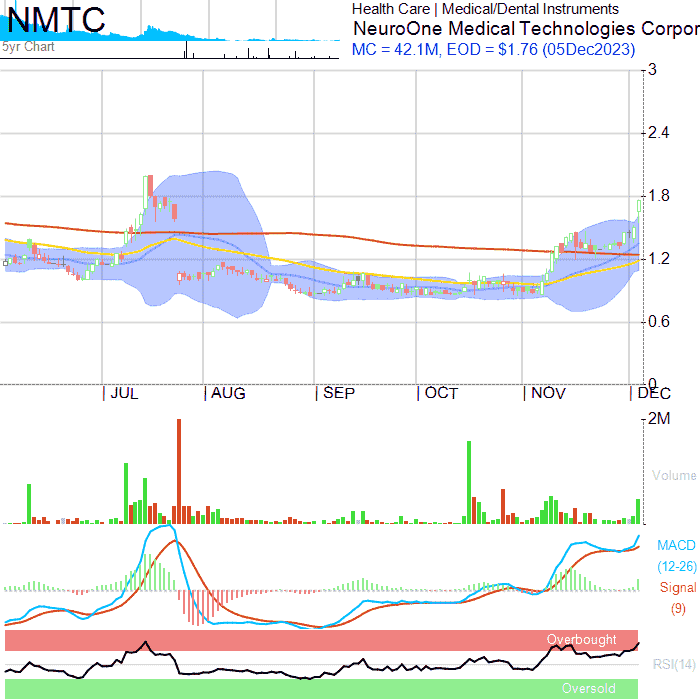 NMTC
5yr Chart
Health Care | Medical/Dental Instruments
NeuroOne Medical Technologies Corpor
MC = 42.1M, EOD = $1.76 (05Dec2023)
3
2.4
1.8
1.2
0.6
0
JUL AUG SEP OCT NOV DEC
2M
Volume
MACD
(12-26)
Signal
(9)
Overbought
RSI(14)
Oversold